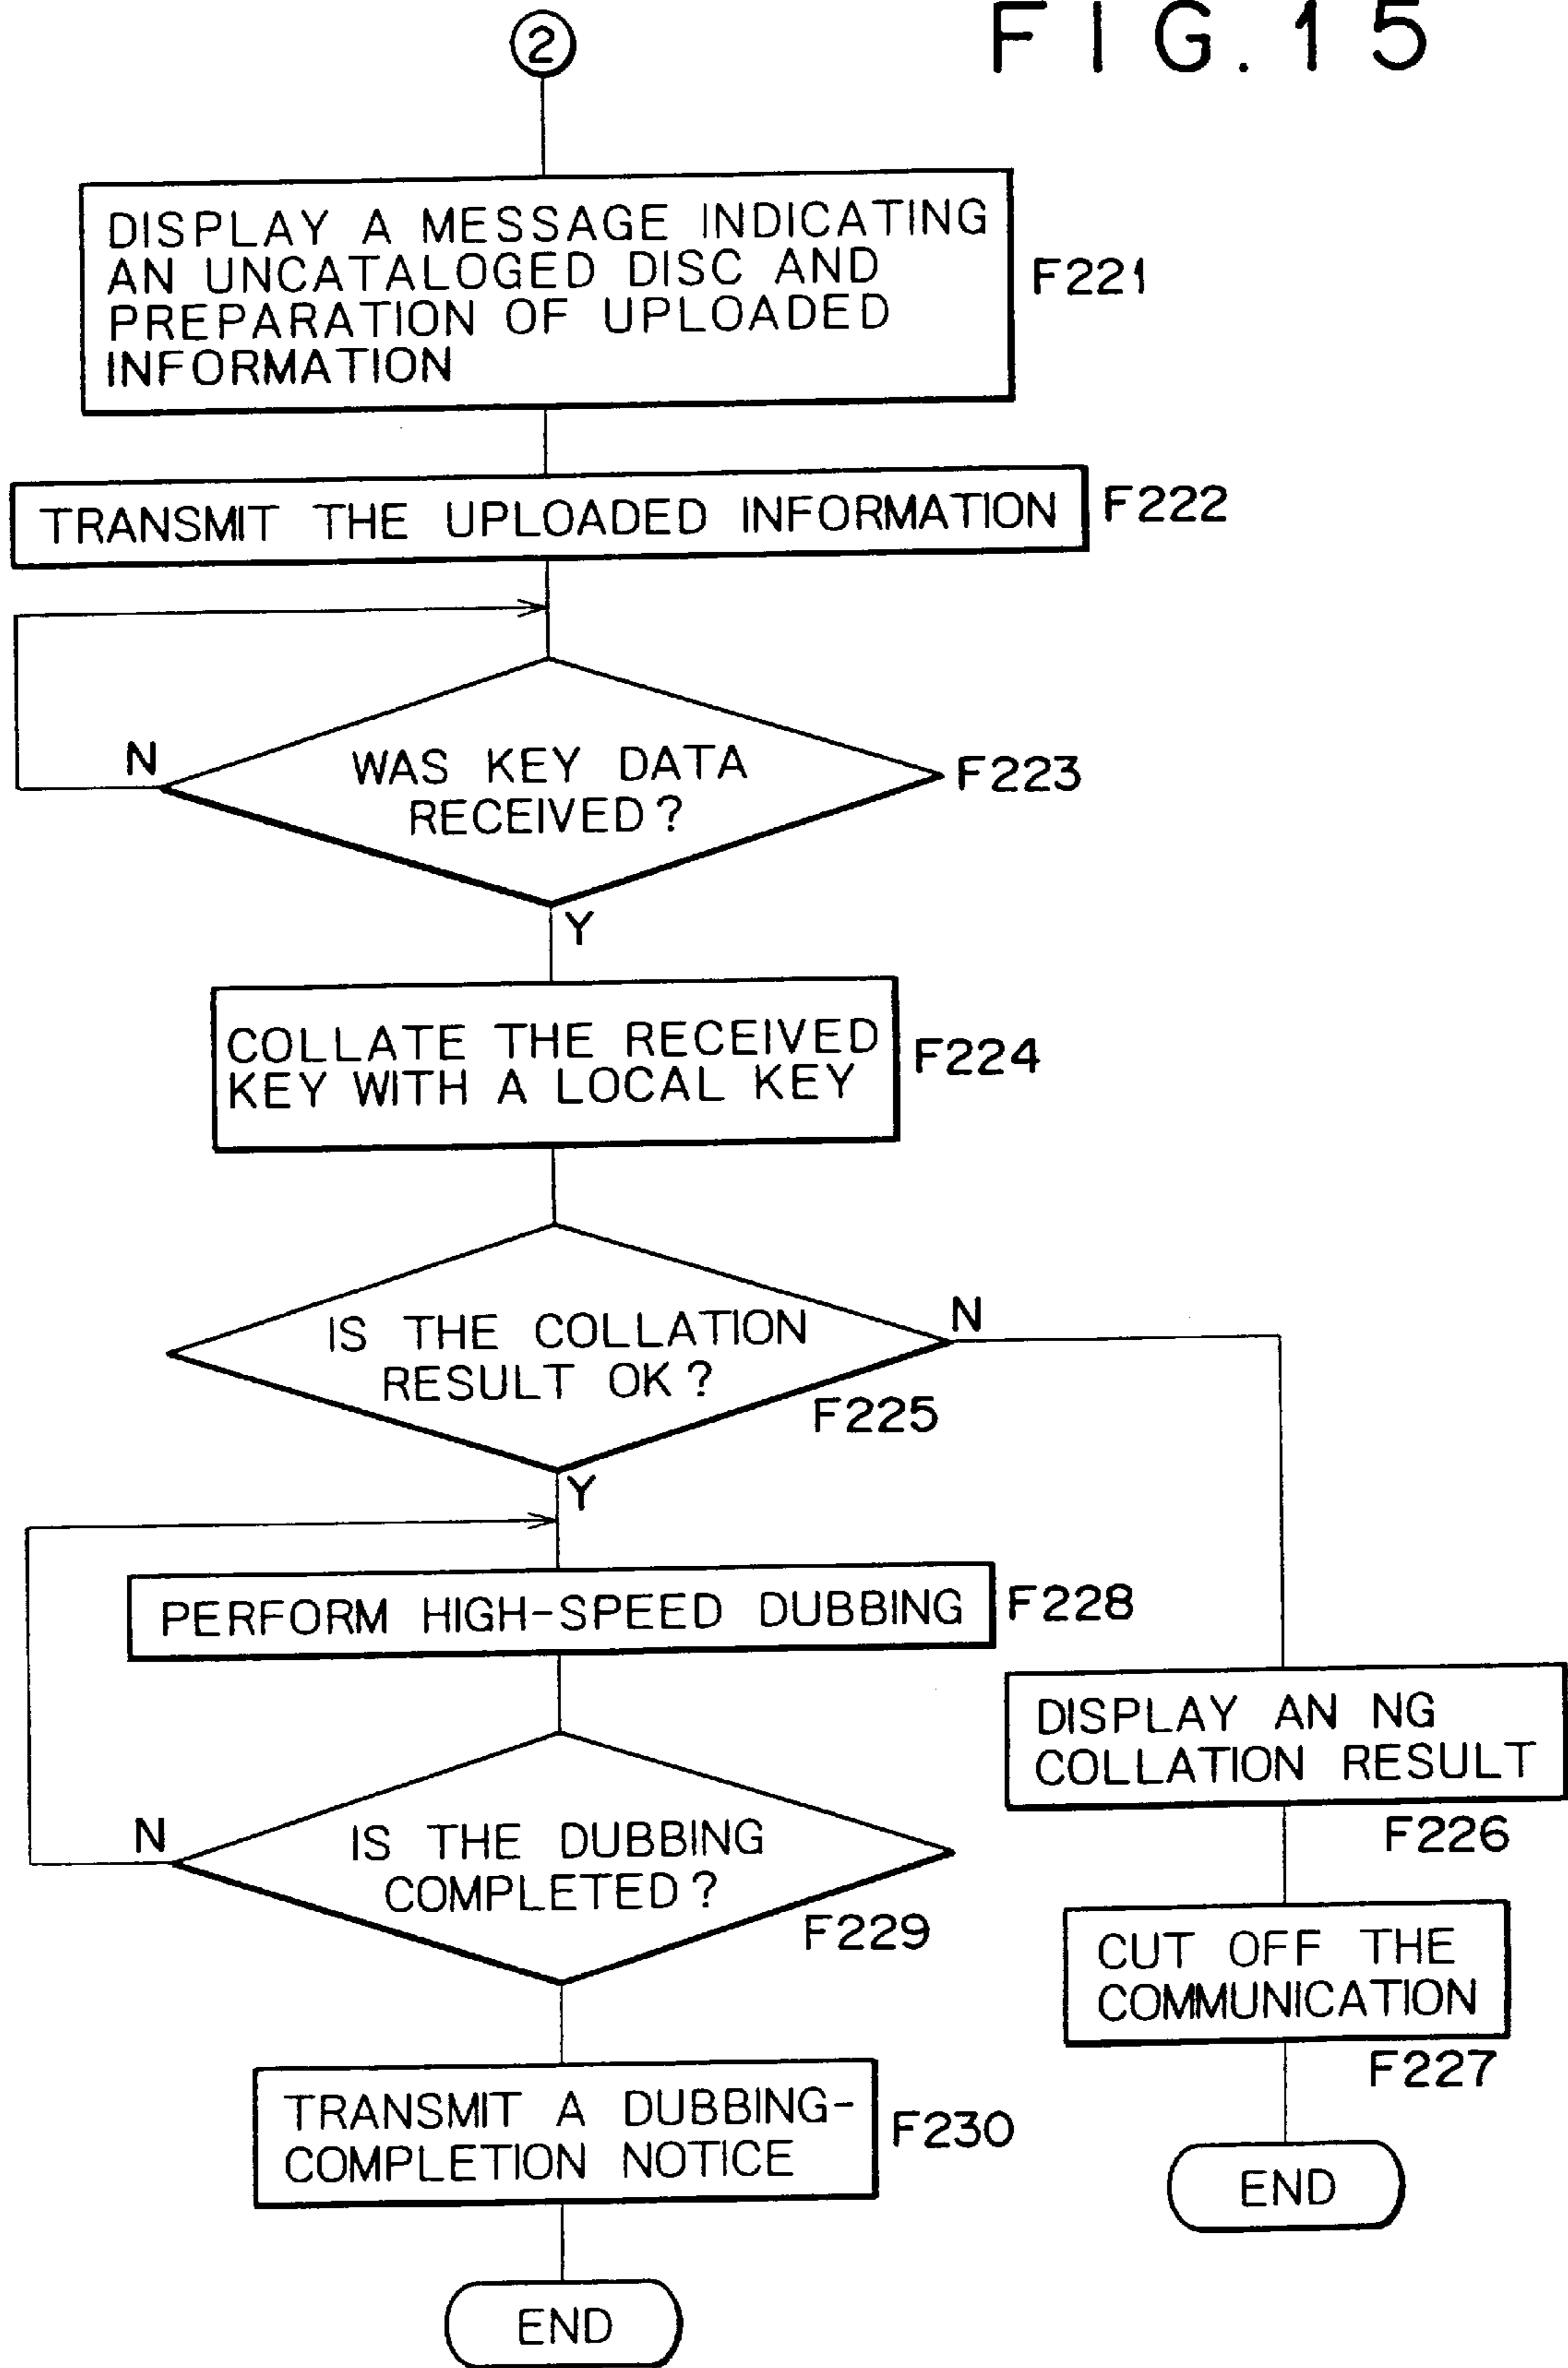 FIG.15
2
DISPLAY A MESSAGE INDICATING
AN UNCATALOGED DISC AND
PREPARATION OF UPLOADED
INFORMATION
F221
TRANSMIT THE UPLOADED INFORMATION
F222
N
WAS KEY DATA
RECEIVED?
F223
Y
COLLATE THE RECEIVED
KEY WITH A LOCAL KEY
F224
IS THE COLLATION
RESULT OK?
N
F225
Y
PERFORM HIGH-SPEED DUBBING
F228
DISPLAY AN NG
COLLATION RESULT
F226
N
IS THE DUBBING
COMPLETED?
F229
CUT OFF THE
COMMUNICATION
F227
TRANSMIT A DUBBING-
COMPLETION NOTICE
F230
END
END